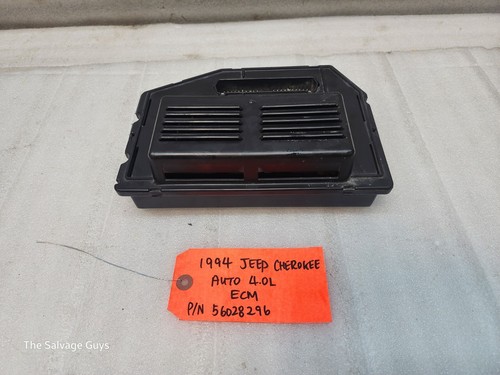 1994 JEEP CHEROKEE
AUTO 4.0L
ECM
P/N 56028296
The Salvage Guys